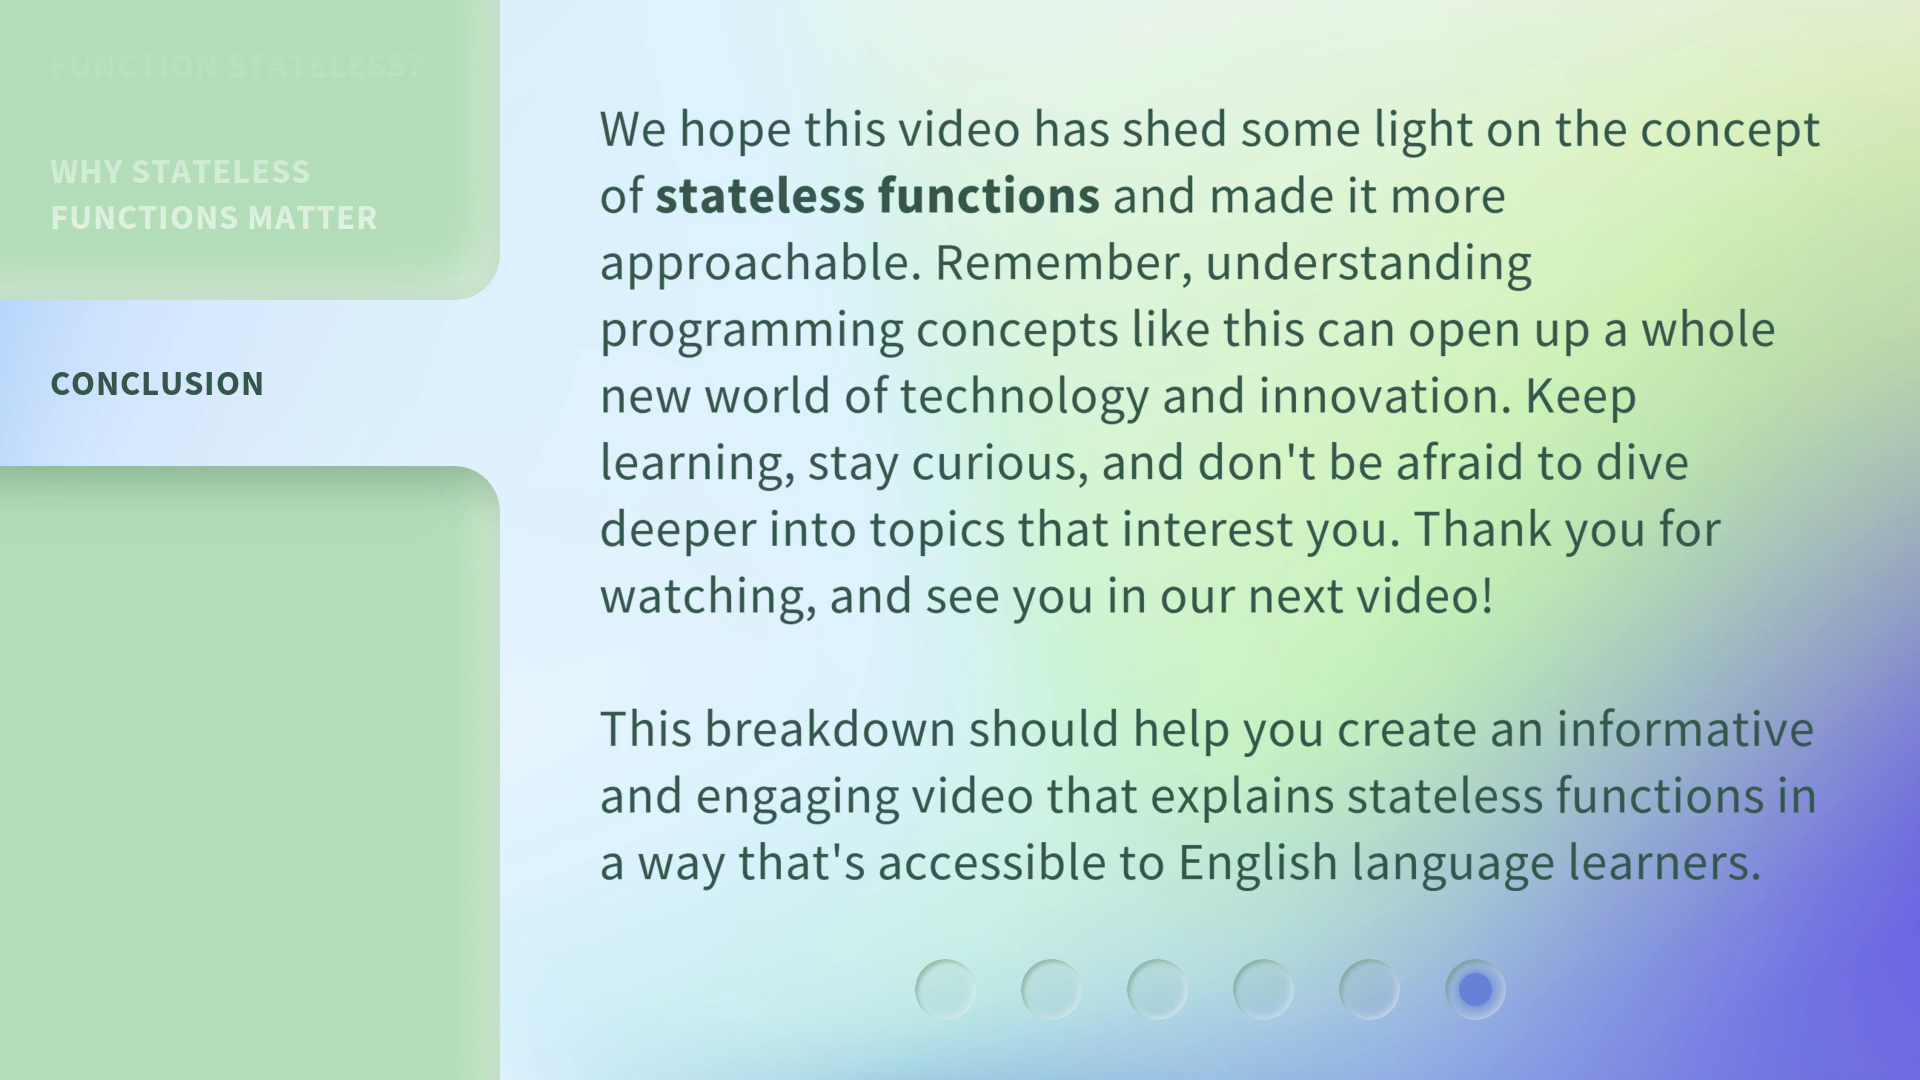 FUNCTION STATELESS?
WHY STATELESS
FUNCTIONS MATTER
CONCLUSION
We hope this video has shed some light on the concept
of stateless functions and made it more
approachable. Remember, understanding
programming concepts like this can open up a whole
new world of technology and innovation. Keep
learning, stay curious, and don't be afraid to dive
deeper into topics that interest you. Thank you for
watching, and see you in our next video!
This breakdown should help you create an informative
and engaging video that explains stateless functions in
a way that's accessible to English language learners.